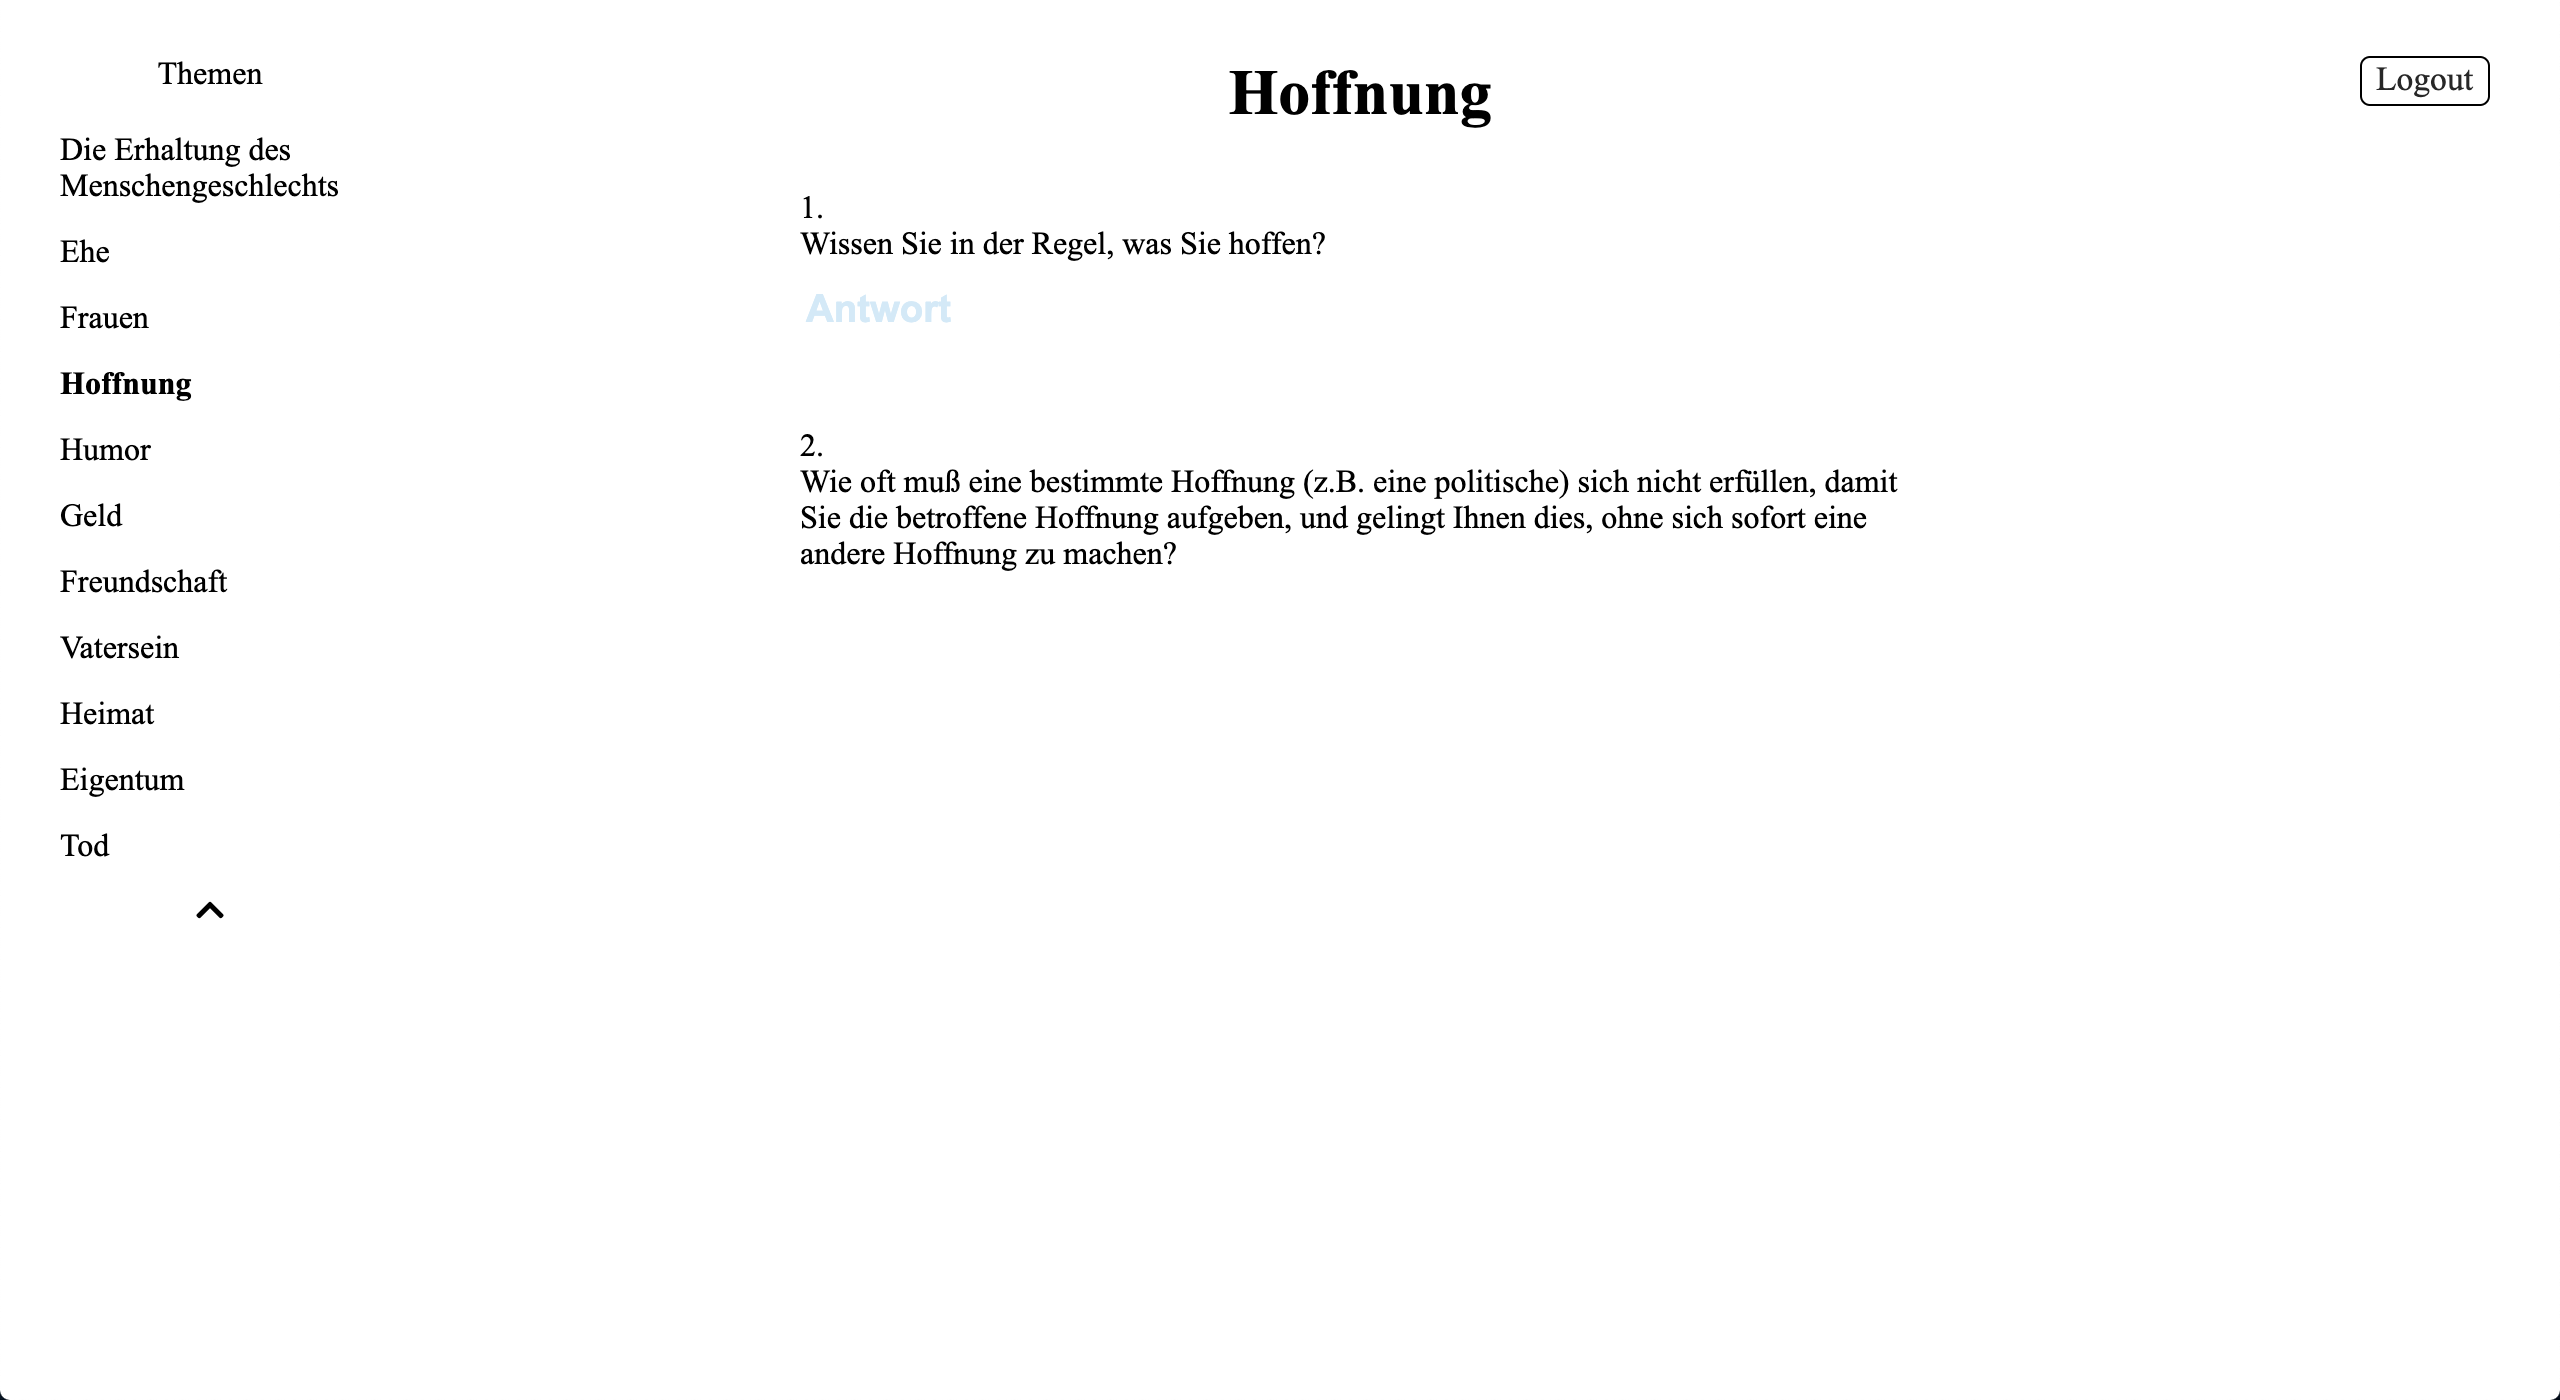 Themen
Die Erhaltung des
Menschengeschlechts
Ehe
Frauen
Hoffnung
Humor
Geld
Freundschaft
Vatersein
Heimat
Eigentum
Tod
Hoffnung
1.
Wissen Sie in der Regel, was Sie hoffen?
Antwort
2.
Wie oft muß eine bestimmte Hoffnung (z.B. eine politische) sich nicht erfüllen, damit
Sie die betroffene Hoffnung aufgeben, und gelingt Ihnen dies, ohne sich sofort eine
andere Hoffnung zu machen?
Logout